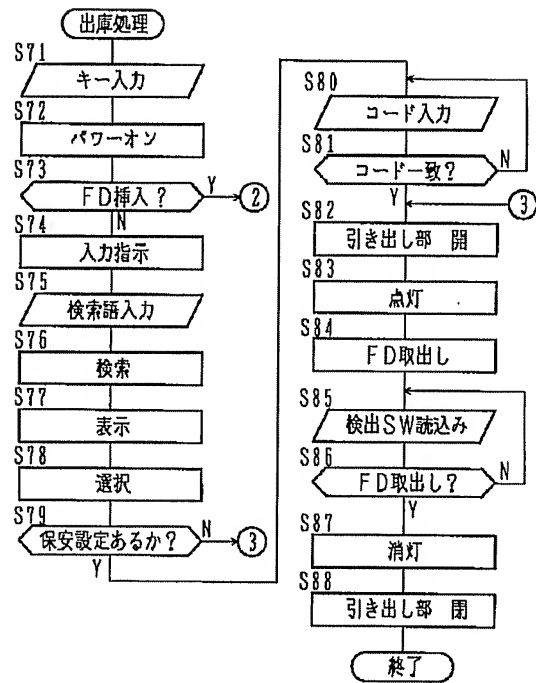 出庫処理
S71
キー入力
S72
パワーオン
S73
FD挿入？
Y
②
N
S74
入力指示
S75
検索語入力
S76
検索
S77
表示
S78
選択
S79
保安設定あるか？
N
③
Y
S80
コード入力
S81
コード一致？
N
Y
③
S82
引き出し部 開
S83
点灯
S84
FD取出し
S85
検出SW読込み
S86
FD取出し？
N
Y
S87
消灯
S88
引き出し部 閉
終了